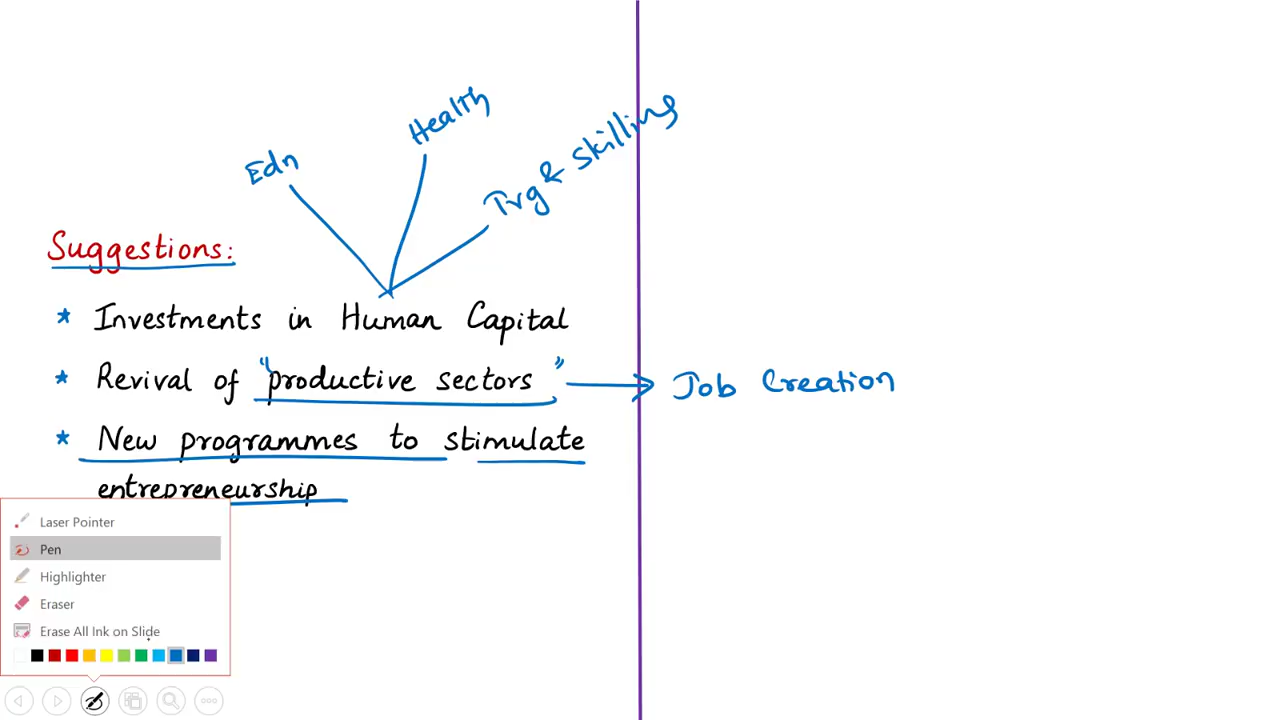 Health
Edn
Trg & Skilling
Suggestions:
* Investments in Human Capital
* Revival of "productive sectors" → Job Creation
* New programmes to stimulate
entrepreneurship
Laser Pointer
Pen
Highlighter
Eraser
Erase All Ink on Slide